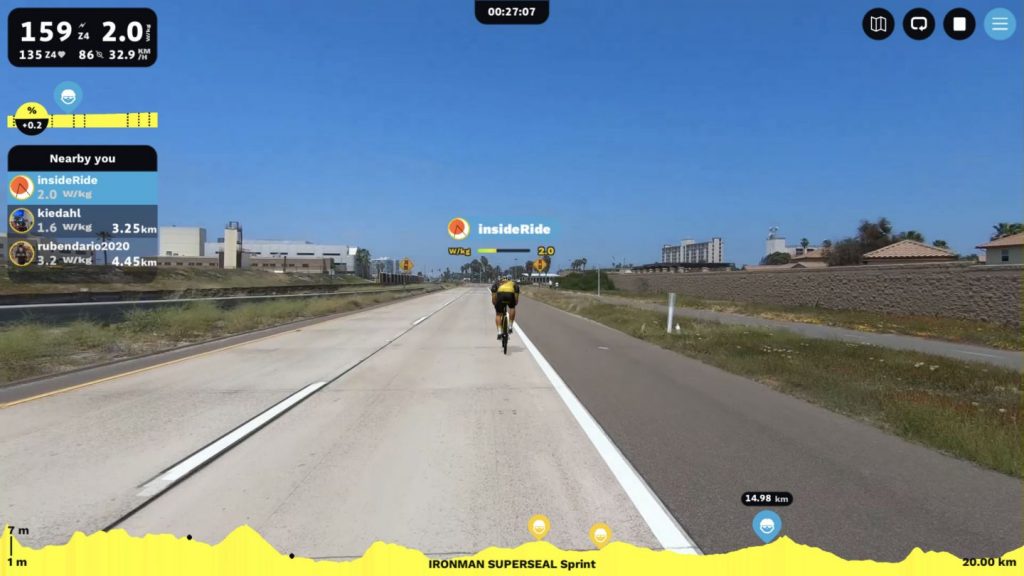 00:27:07
159 Z4 2.0 W/KG
135 Z4 86 32.9 KM/H
%
+0.2
Nearby you
insideRide
2.0 W/kg
kiedahl
1.6 W/kg 3.25km
rubendario2020
3.2 W/kg 4.45km
insideRide
W/kg 2.0
14.98 km
7 m
1 m
IRONMAN SUPERSEAL Sprint
20.00 km